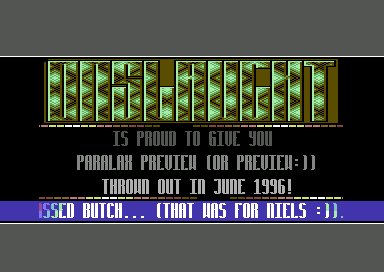 ONSLAUGHT
IS PROUD TO GIVE YOU
PARALAX PREVIEW (OR PREVIEW:))
THROWN OUT IN JUNE 1996!
ISSED BUTCH... (THAT WAS FOR NIELS :)).